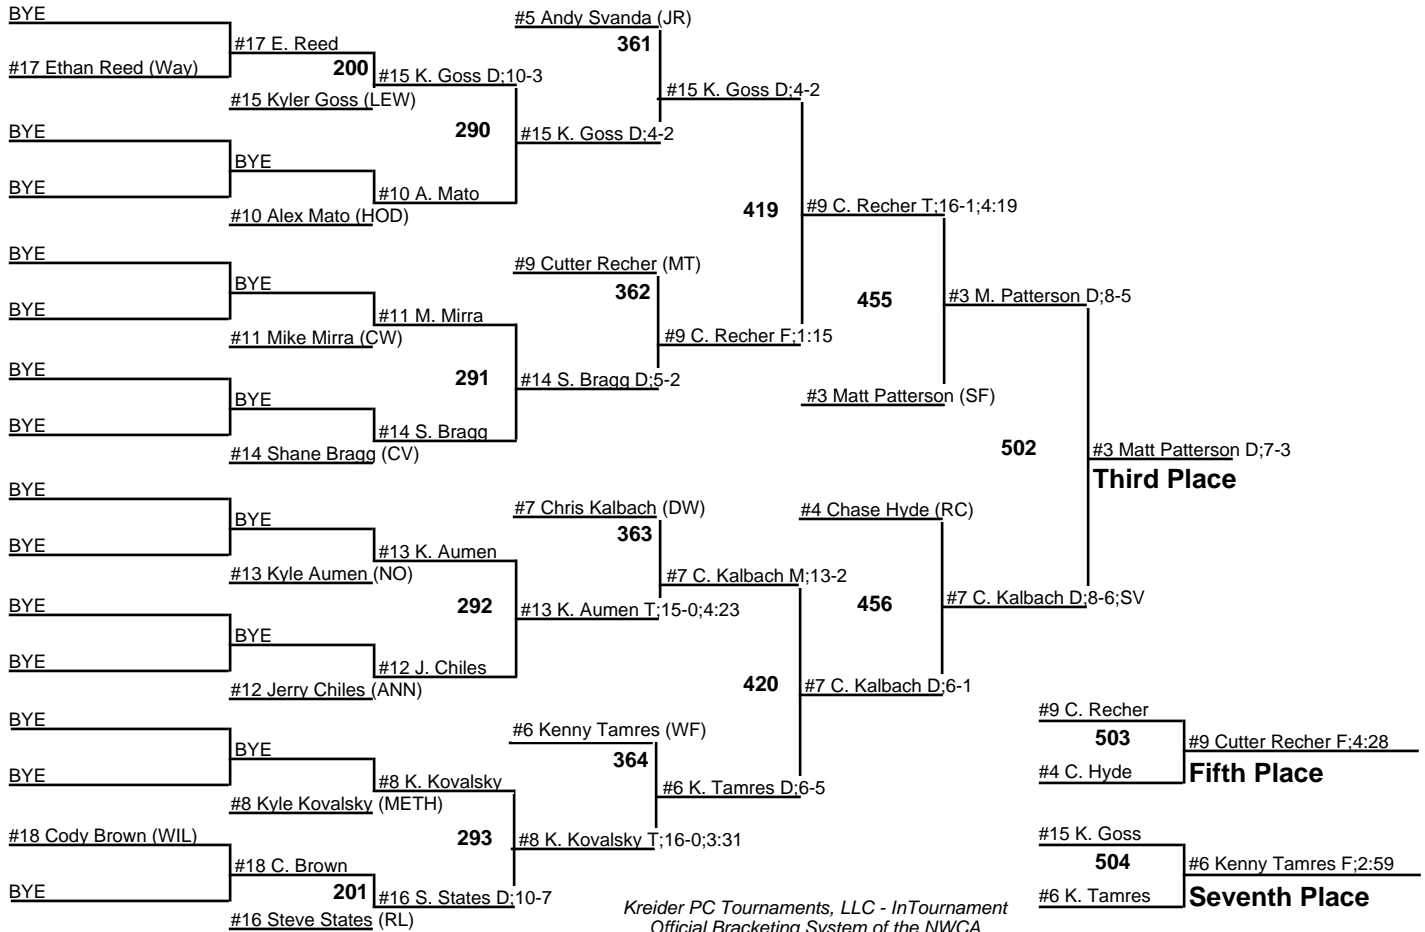 BYE
#17 Ethan Reed (Way)
BYE
BYE
BYE
BYE
BYE
BYE
BYE
BYE
BYE
BYE
BYE
BYE
#18 Cody Brown (WIL)
BYE
#17 E. Reed
200
#15 Kyler Goss (LEW)
BYE
#10 Alex Mato (HOD)
BYE
#11 Mike Mirra (CW)
BYE
#14 Shane Bragg (CV)
BYE
#13 Kyle Aumen (NO)
BYE
#12 Jerry Chiles (ANN)
BYE
#8 Kyle Kovalsky (METH)
#18 C. Brown
201
#16 Steve States (RL)
#15 K. Goss D;10-3
290
#10 A. Mato
#11 M. Mirra
291
#14 S. Bragg
#13 K. Aumen
292
#12 J. Chiles
#8 K. Kovalsky
293
#16 S. States D;10-7
#5 Andy Svanda (JR)
361
#15 K. Goss D;4-2
#9 Cutter Recher (MT)
362
#14 S. Bragg D;5-2
#7 Chris Kalbach (DW)
363
#13 K. Aumen T;15-0;4:23
#6 Kenny Tamres (WF)
364
#8 K. Kovalsky T;16-0;3:31
#15 K. Goss D;4-2
419
#9 C. Recher F;1:15
#7 C. Kalbach M;13-2
420
#6 K. Tamres D;6-5
#9 C. Recher T;16-1;4:19
455
#3 Matt Patterson (SF)
#4 Chase Hyde (RC)
456
#7 C. Kalbach D;6-1
#3 M. Patterson D;8-5
502
#7 C. Kalbach D;8-6;SV
#3 Matt Patterson D;7-3
Third Place
#9 C. Recher
503
#4 C. Hyde
#9 Cutter Recher F;4:28
Fifth Place
#15 K. Goss
504
#6 K. Tamres
#6 Kenny Tamres F;2:59
Seventh Place
Kreider PC Tournaments, LLC - InTournament
Official Bracketing System of the NWCA